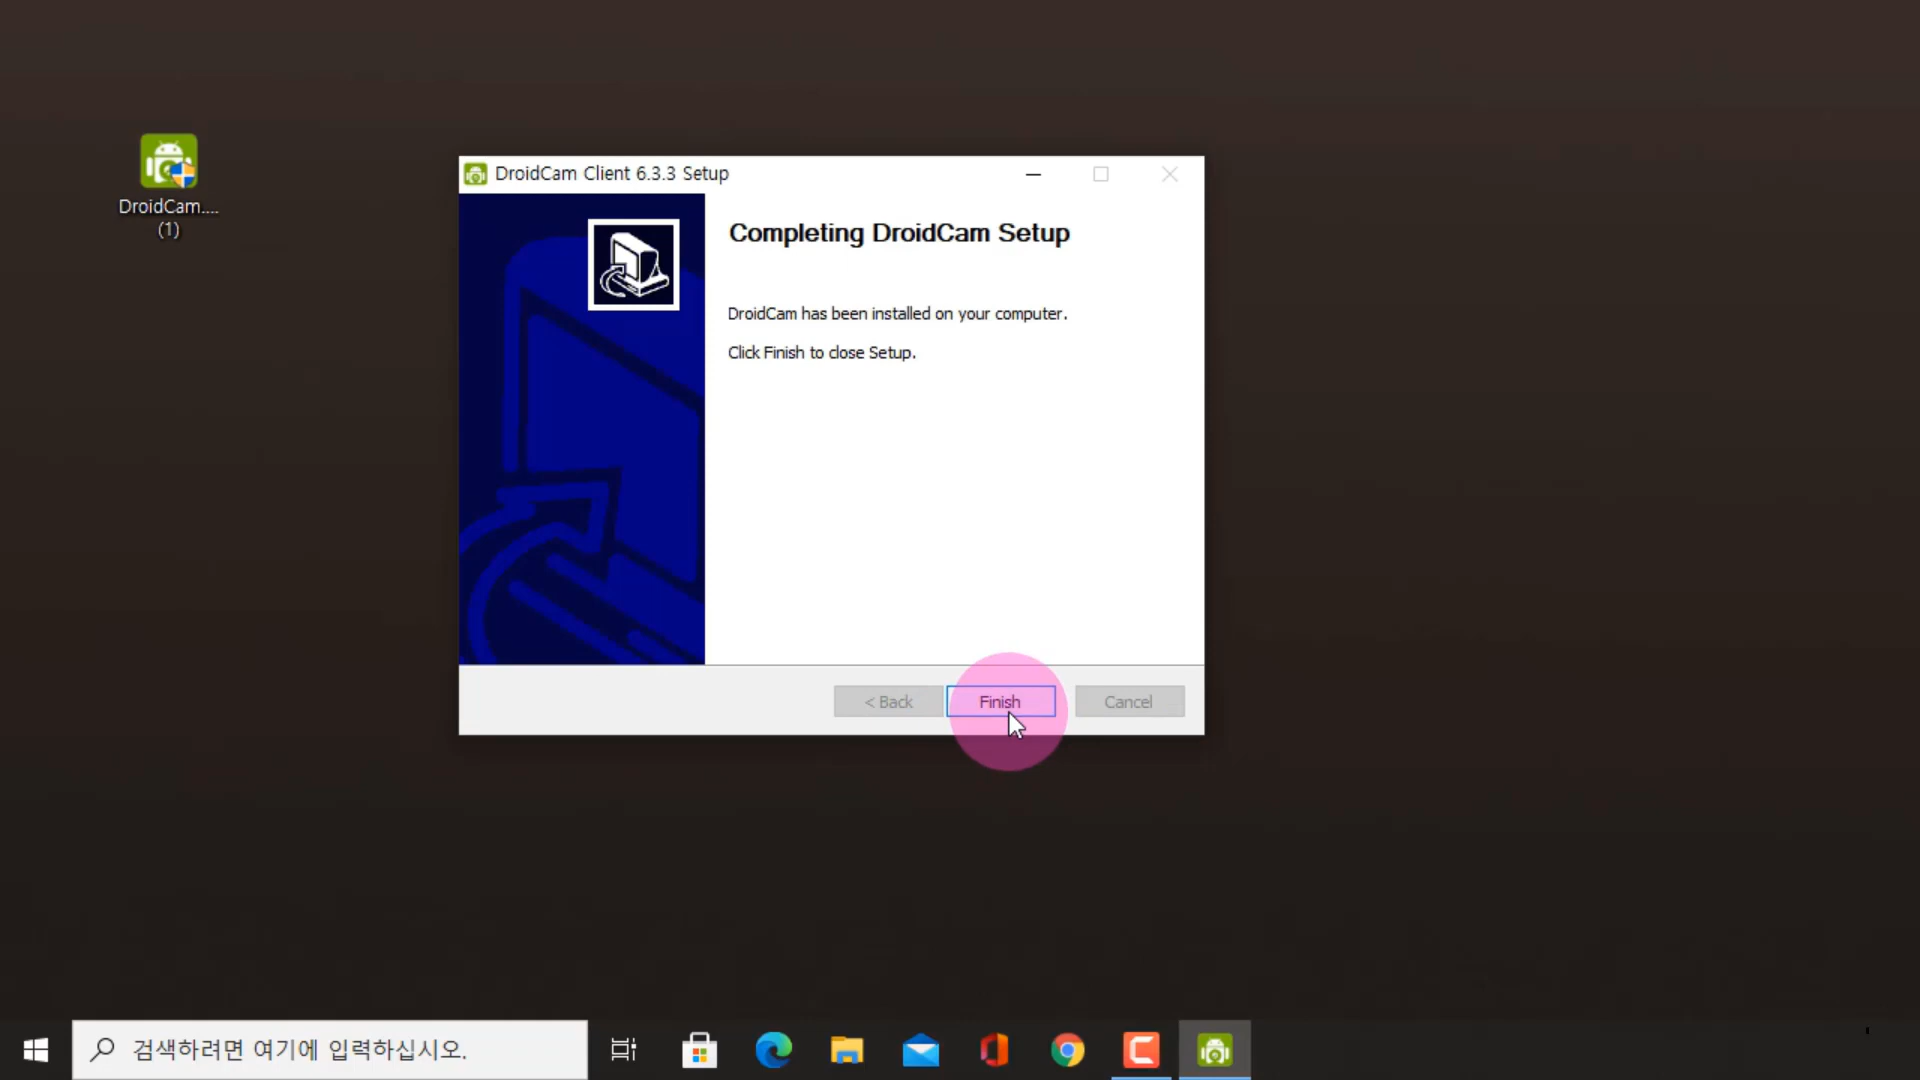 DroidCam....
(1)
DroidCam Client 6.3.3 Setup
Completing DroidCam Setup
DroidCam has been installed on your computer.
Click Finish to close Setup.
< Back
Finish
Cancel
검색하려면 여기에 입력하십시오.